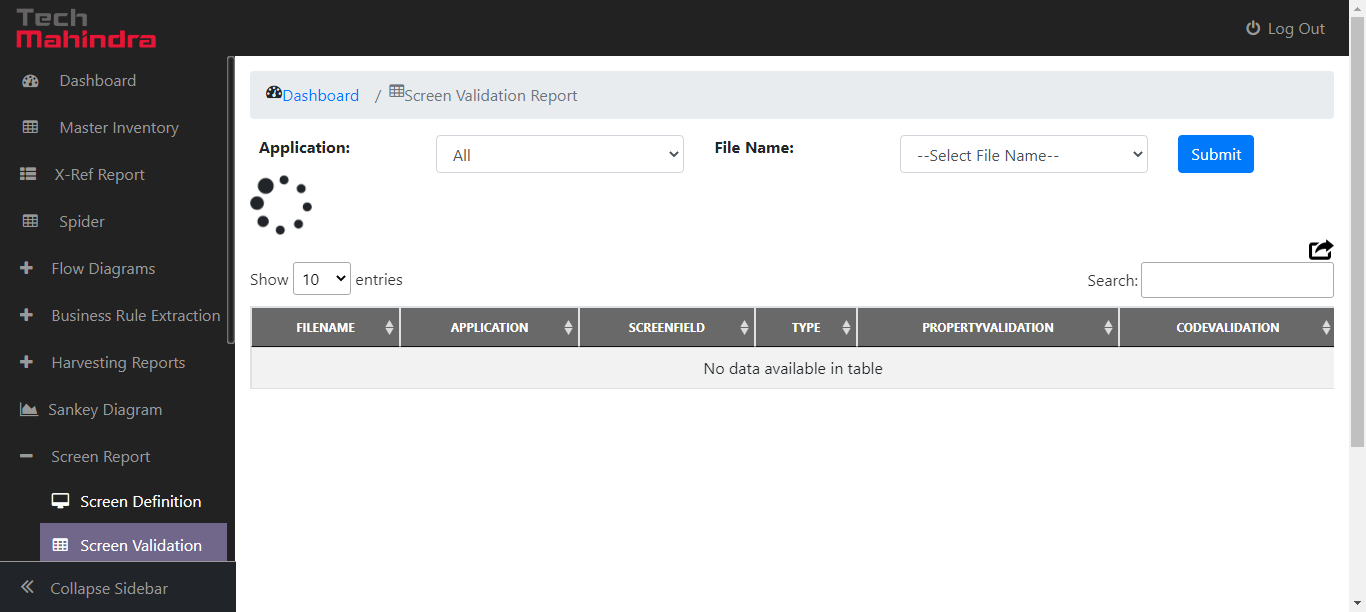 Tech
Mahindra
Log Out
Dashboard
Master Inventory
X-Ref Report
Spider
Flow Diagrams
Business Rule Extraction
Harvesting Reports
Sankey Diagram
Screen Report
Screen Definition
Screen Validation
Collapse Sidebar
Dashboard / Screen Validation Report
Application: All File Name: --Select File Name-- Submit
Show 10 entries Search:
FILENAME APPLICATION SCREENFIELD TYPE PROPERTYVALIDATION CODEVALIDATION
No data available in table